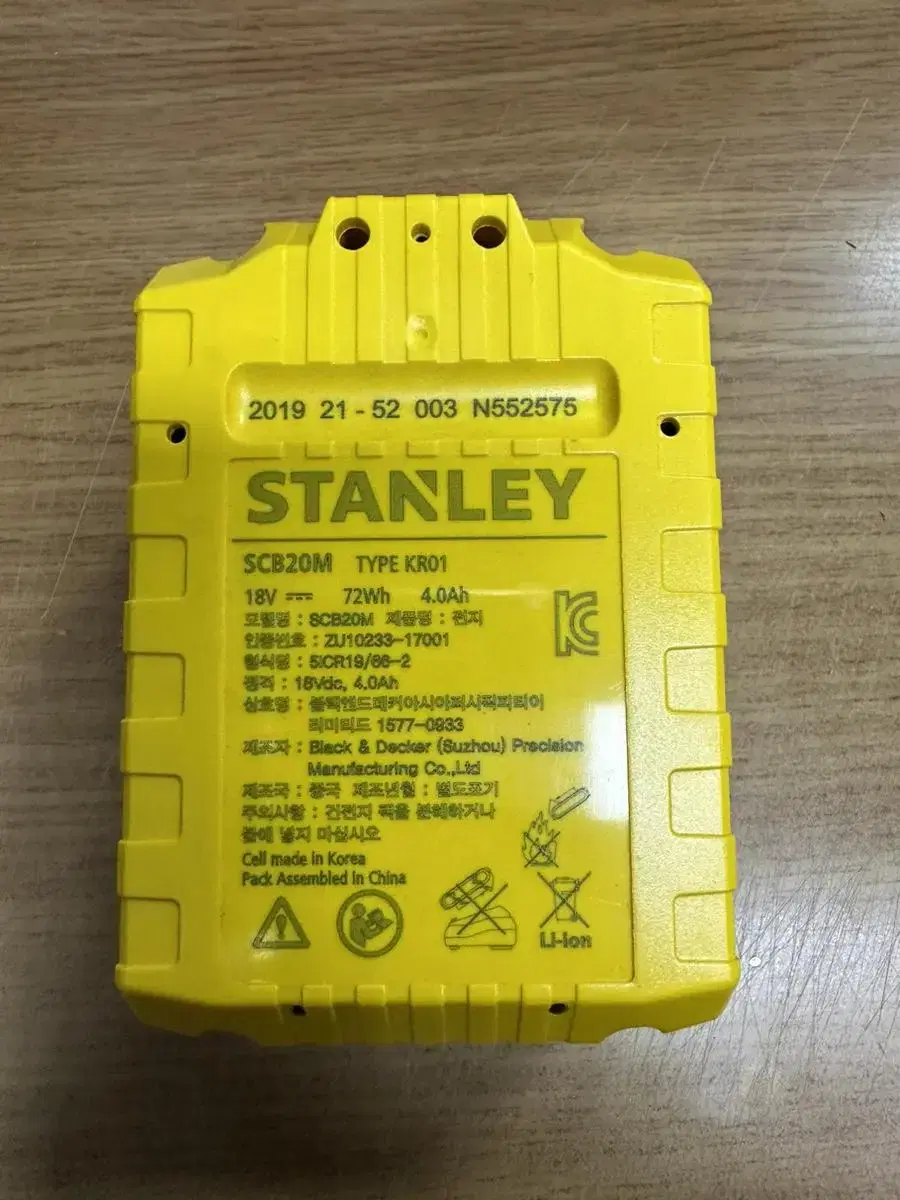 2019 21 - 52 003 N552575
STANLEY
SCB20M TYPE KR01
18V 72Wh 4.0Ah
모델명 : SCB20M 제품명 : 전지
인증번호 : ZU10233-17001
형식명 : 5ICR19/66-2
정격 : 18Vdc, 4.0Ah
상호명 : 블랙앤드데커아시아퍼시픽피티이
리미티드 1577-0933
제조자 : Black & Decker (Suzhou) Precision
Manufacturing Co.,Ltd
제조국 : 중국 제조년월 : 별도표기
주의사항 : 건전지 팩을 분해하거나
불에 넣지 마십시오
Cell made in Korea
Pack Assembled in China
Li-Ion